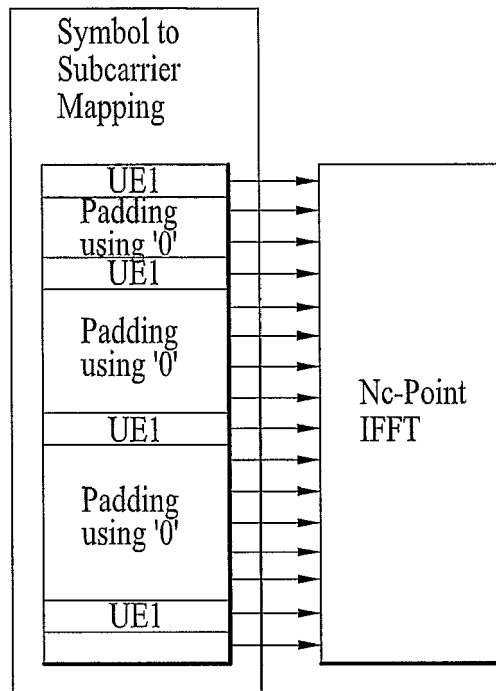 Symbol to
Subcarrier
Mapping
UE1
Padding
using '0'
UE1
Padding
using '0'
UE1
Padding
using '0'
UE1
Nc-Point
IFFT